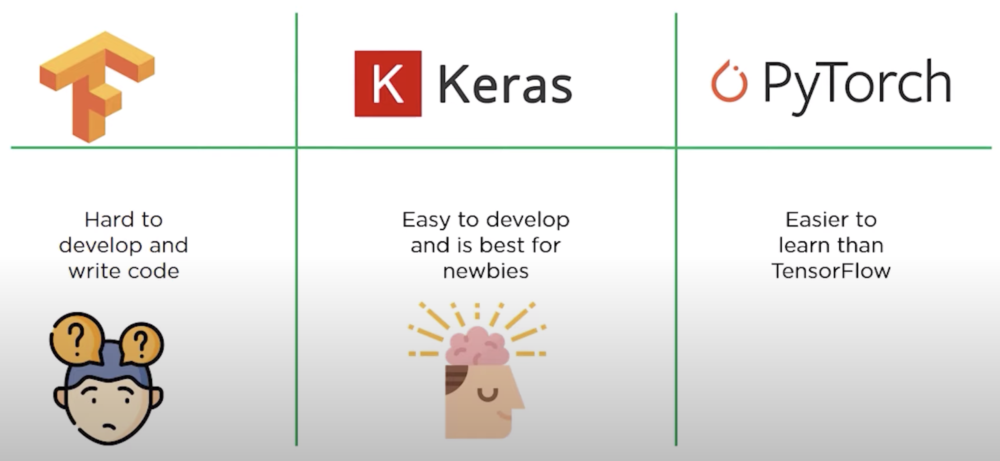 K Keras
PyTorch
Hard to
develop and
write code
Easy to develop
and is best for
newbies
Easier to
learn than
TensorFlow
? ?